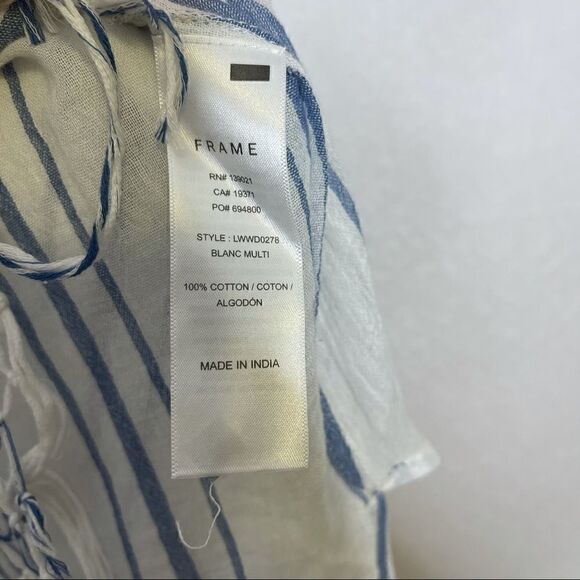 FRAME
RN# 139021
CA# 19371
PO# 694800
STYLE : LWWD0278
BLANC MULTI
100% COTTON / COTON /
ALGODÓN
MADE IN INDIA